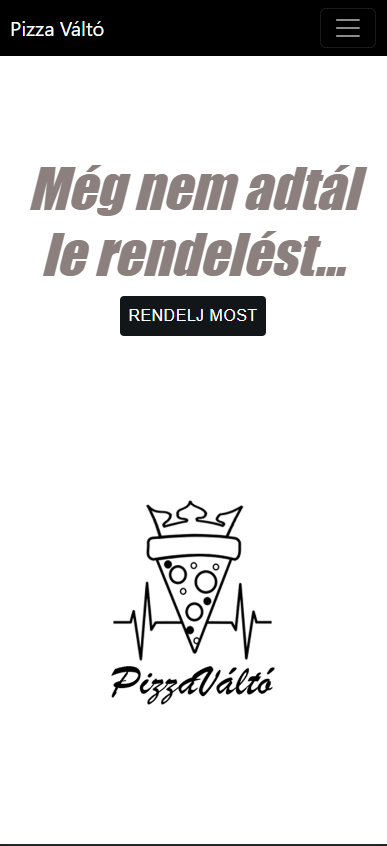 Pizza Váltó
Még nem adtál
le rendelést...
RENDELJ MOST
PizzaVáltó